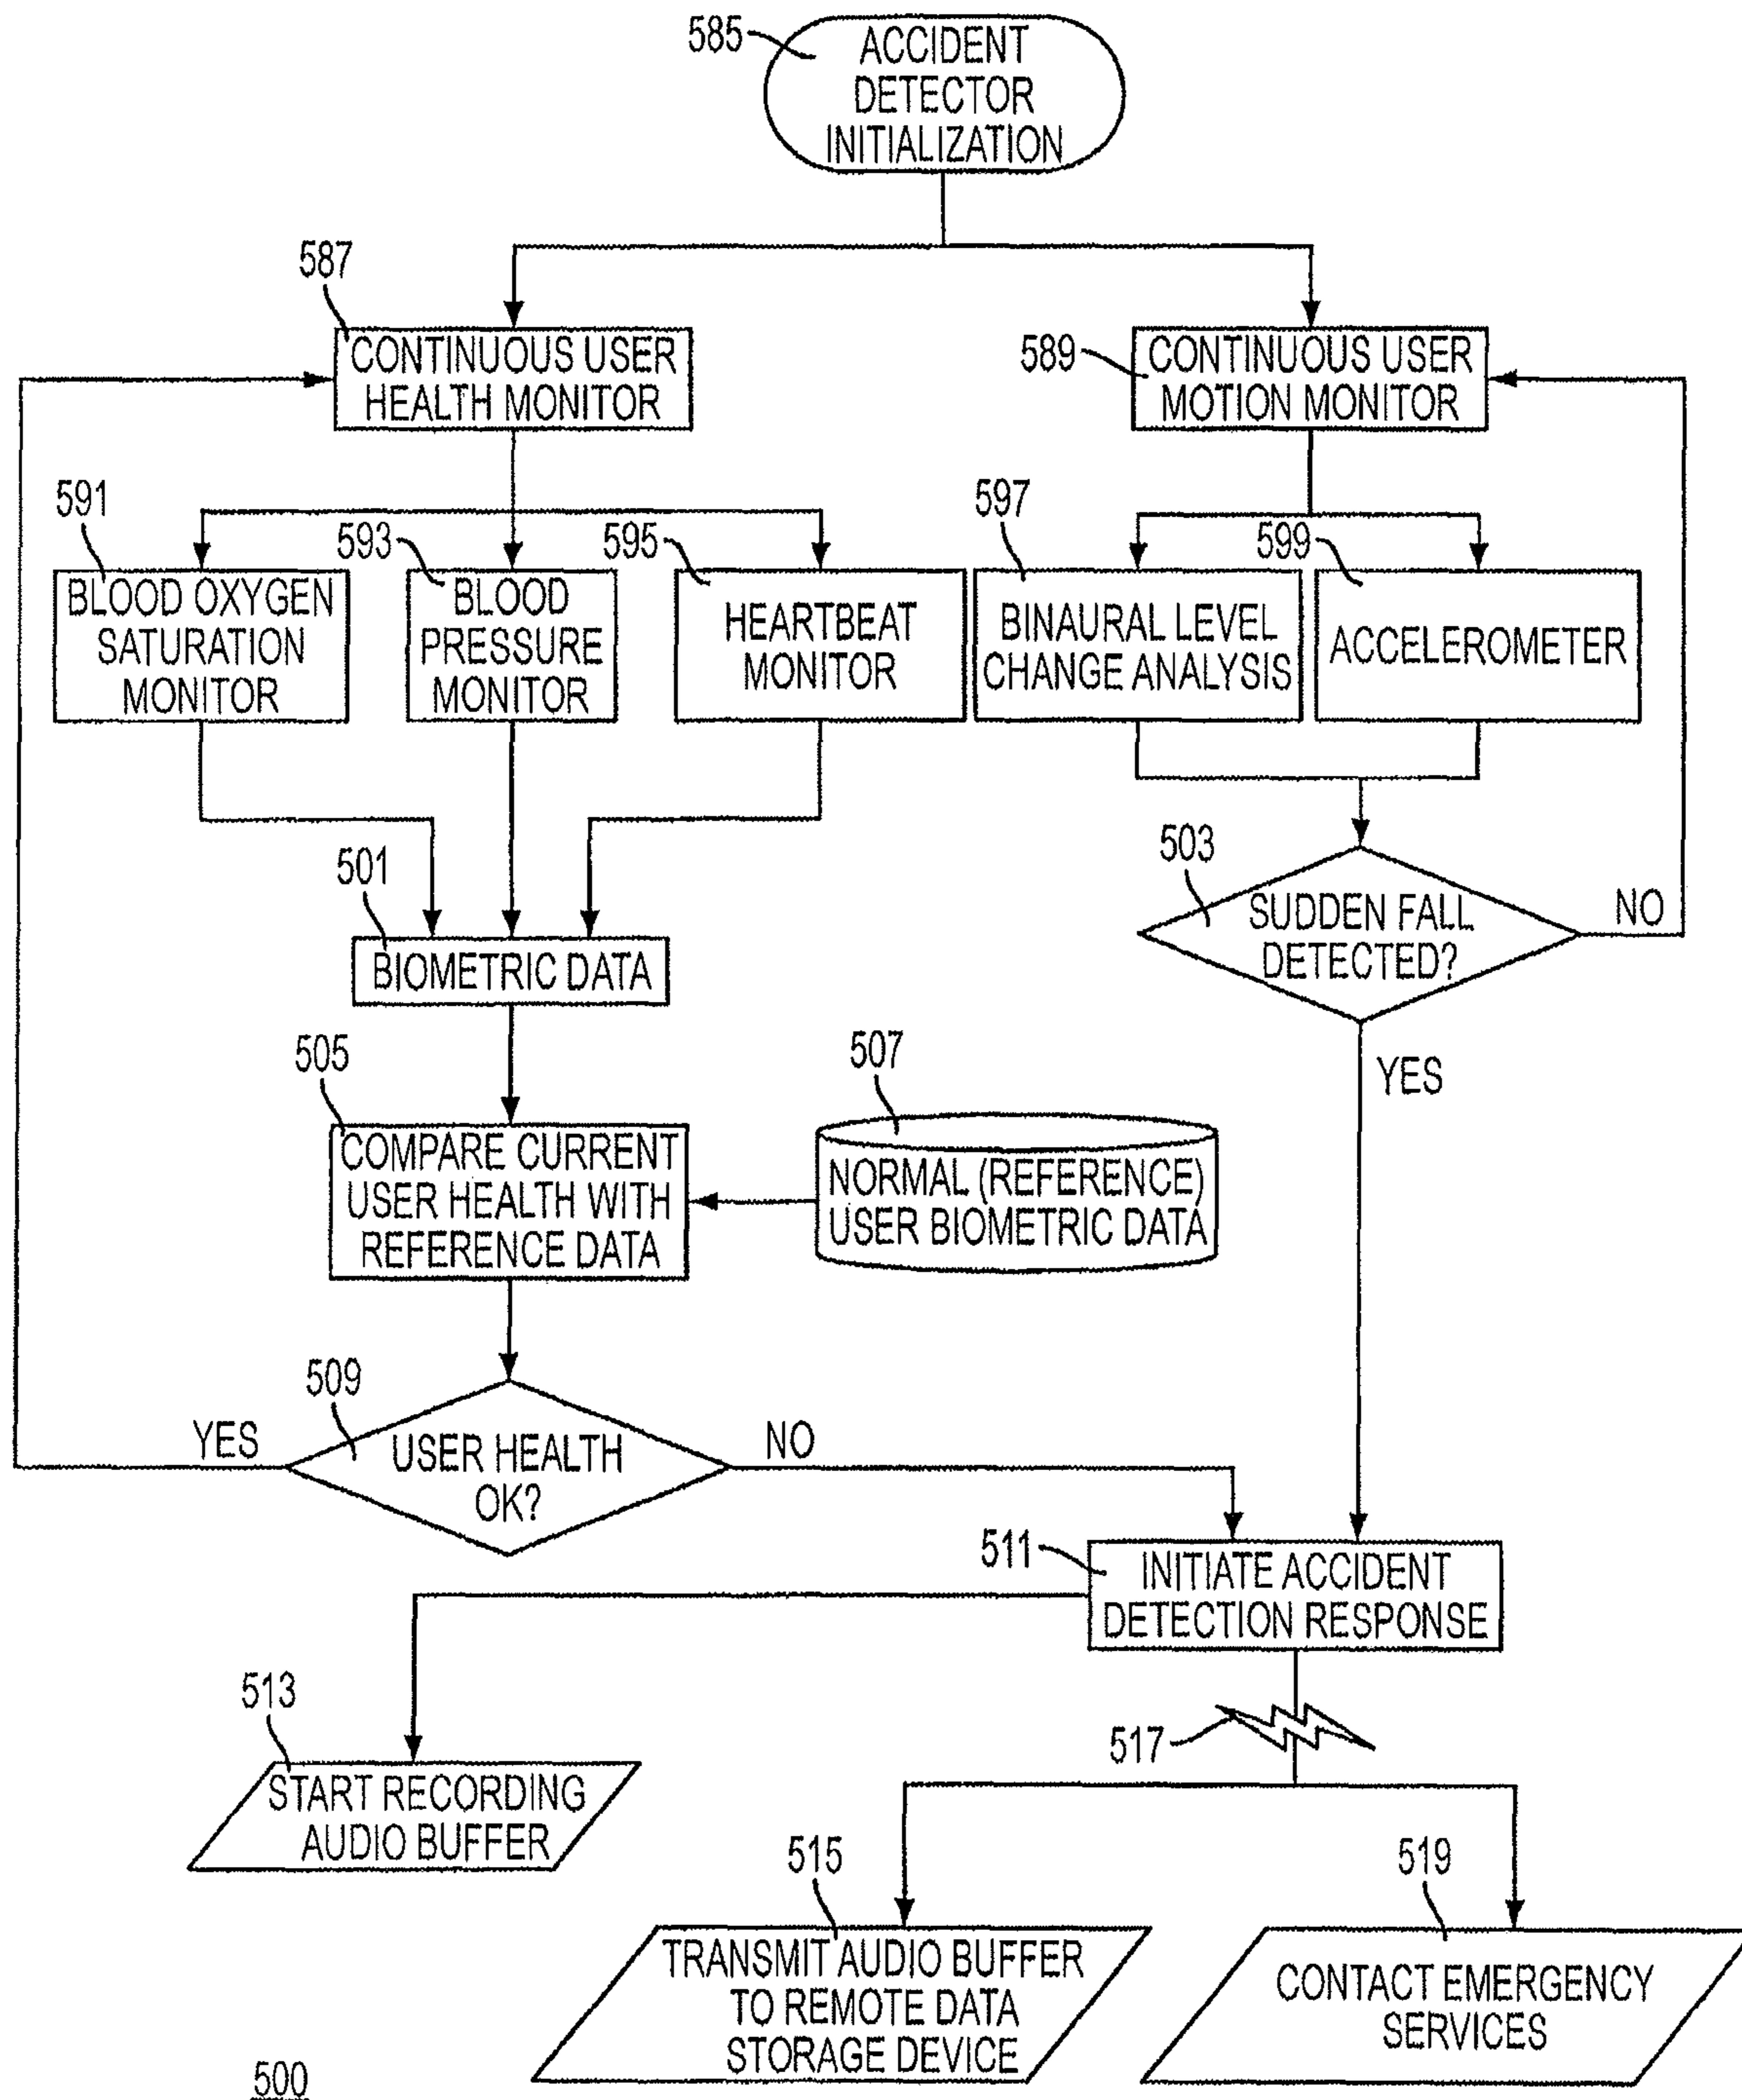 585
ACCIDENT
DETECTOR
INITIALIZATION
587
CONTINUOUS USER
HEALTH MONITOR
589
CONTINUOUS USER
MOTION MONITOR
591
BLOOD OXYGEN
SATURATION
MONITOR
593
BLOOD
PRESSURE
MONITOR
595
HEARTBEAT
MONITOR
597
BINAURAL LEVEL
CHANGE ANALYSIS
599
ACCELEROMETER
501
BIOMETRIC DATA
503
SUDDEN FALL
DETECTED?
NO
YES
505
COMPARE CURRENT
USER HEALTH WITH
REFERENCE DATA
507
NORMAL (REFERENCE)
USER BIOMETRIC DATA
509
USER HEALTH
OK?
YES
NO
511
INITIATE ACCIDENT
DETECTION RESPONSE
513
START RECORDING
AUDIO BUFFER
517
515
TRANSMIT AUDIO BUFFER
TO REMOTE DATA
STORAGE DEVICE
519
CONTACT EMERGENCY
SERVICES
500